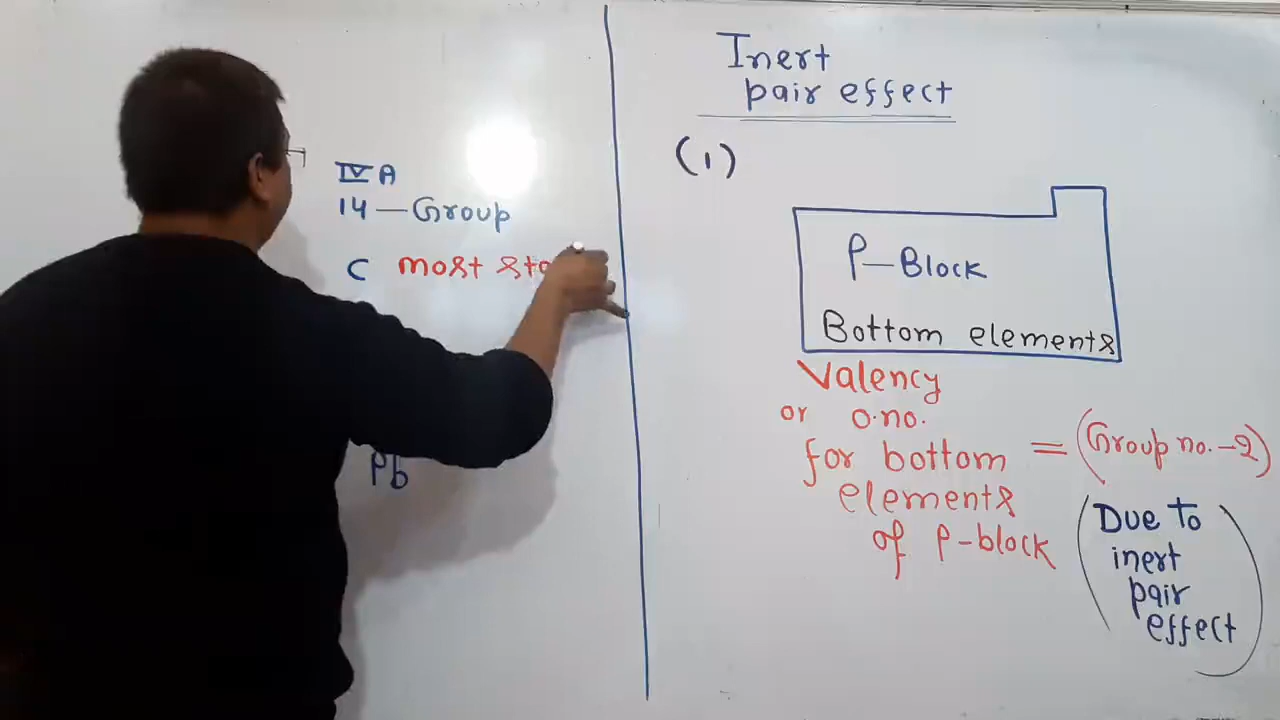 IV A
14 — Group
C most
Pb
Inert
pair effect
(1)
P—Block
Bottom elements
Valency
or o.no.
for bottom = (Group no. -2)
elements
of P-block
(Due to
inert
pair
effect)